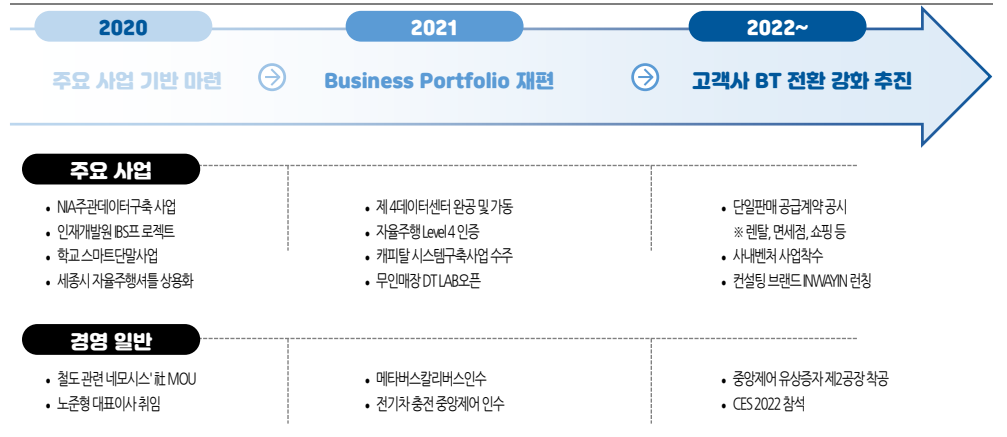 2020
2021
2022~
주요 사업 기반 마련
Business Portfolio 재편
고객사 BT 전환 강화 추진
주요 사업
• NIA주관데이터구축 사업
• 인재개발원 IBS프 로젝트
• 학교 스마트단말사업
• 세종시 자율주행셔틀 상용화
• 제 4데이터센터 완공 및 가동
• 자율주행 Level 4 인증
• 캐피탈 시스템구축사업 수주
• 무인매장 DT LAB오픈
• 단일판매 공급계약 공시
※ 렌탈, 면세점, 쇼핑 등
• 사내벤처 사업착수
• 컨설팅 브랜드 INWAYIN 런칭
경영 일반
• 철도 관련 네모시스' 社 MOU
• 노준형 대표이사 취임
• 메타버스칼리버스인수
• 전기차 충전 중앙제어 인수
• 중앙제어 유상증자 제2공장 착공
• CES 2022 참석